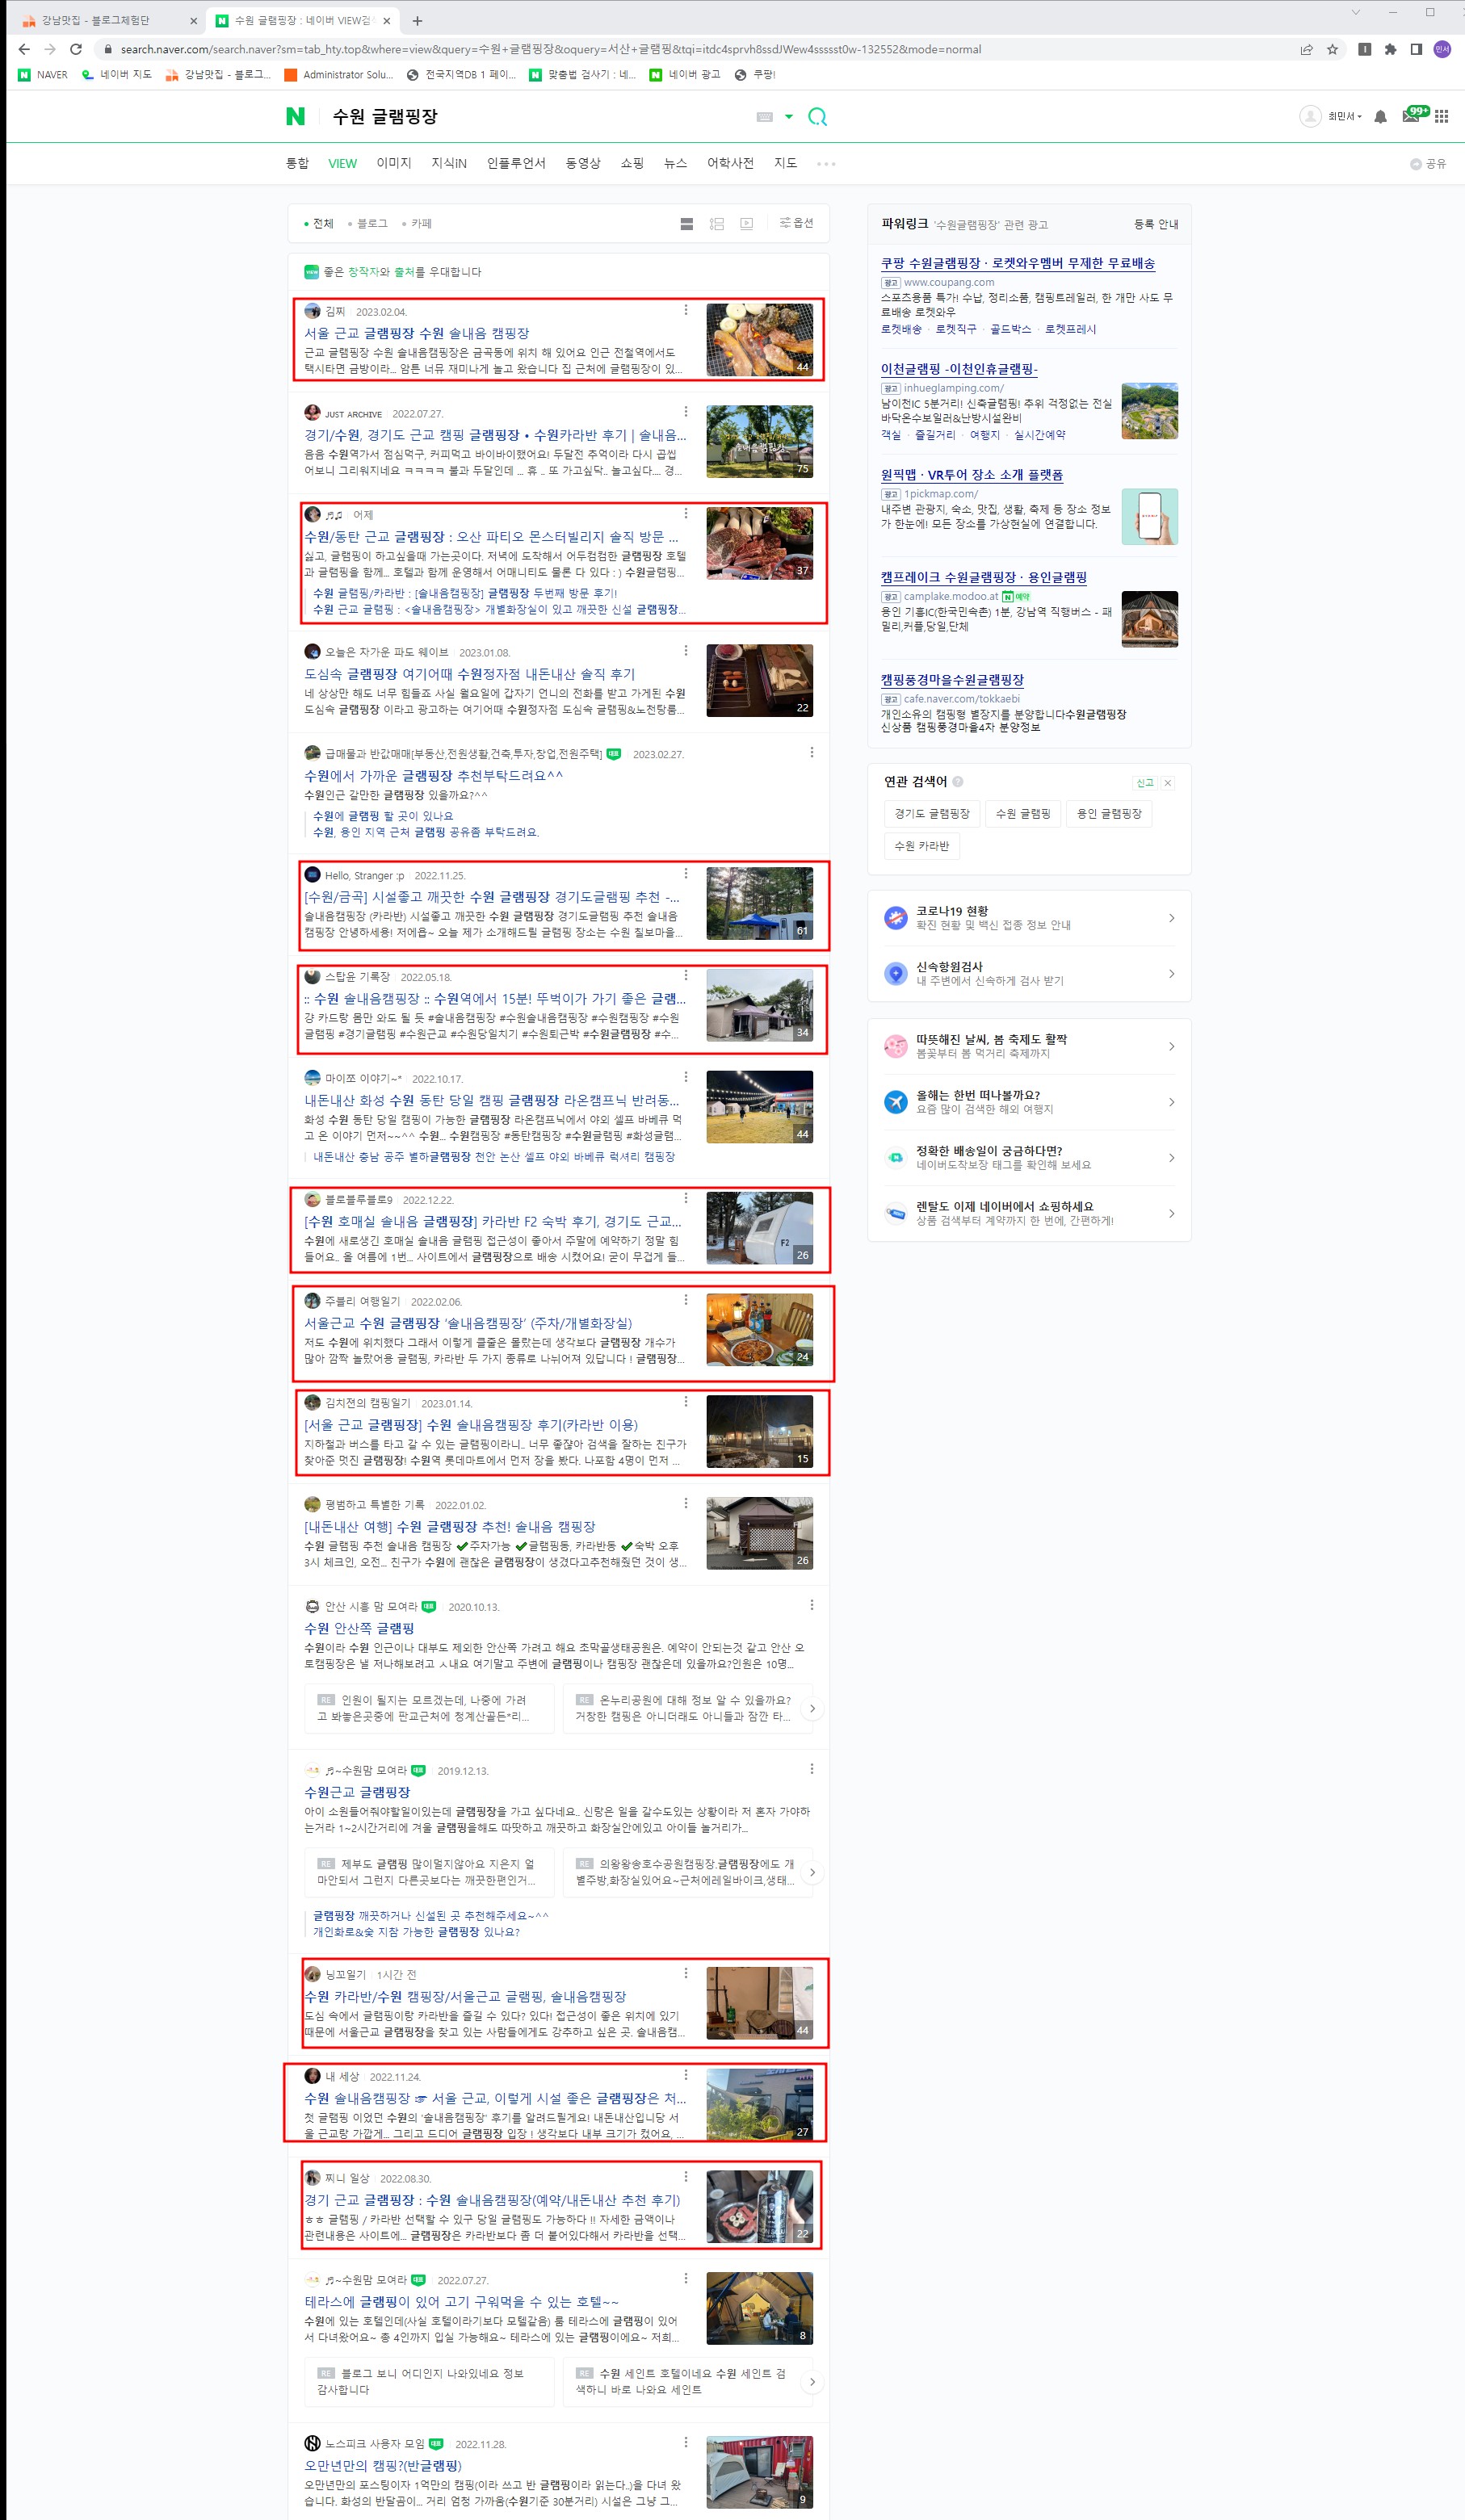 강남맛집 - 블로그체험단
수원 글램핑장 : 네이버 VIEW검색
search.naver.com/search.naver?sm=tab_hty.top&where=view&query=수원+글램핑장&oquery=서산+글램핑&tqi=itdc4sprvh8ssdJWew4ssssst0w-132552&mode=normal
민서
NAVER 네이버 지도 강남맛집 - 블로그... Administrator Solu... 전국지역DB 1 페이... 맞춤법 검사기 : 네... 네이버 광고 쿠팡!
N 수원 글램핑장
최민서 99+
통합 VIEW 이미지 지식iN 인플루언서 동영상 쇼핑 뉴스 어학사전 지도
공유
전체 블로그 카페
옵션
VIEW 좋은 창작자와 출처를 우대합니다
김찌 2023.02.04.
서울 근교 글램핑장 수원 솔내음 캠핑장
근교 글램핑장 수원 솔내음캠핑장은 금곡동에 위치 해 있어요 인근 전철역에서도
택시타면 금방이라... 암튼 너뮤 재미나게 놀고 왔습니다 집 근처에 글램핑장이 있...
44
JUST ARCHIVE 2022.07.27.
경기/수원, 경기도 근교 캠핑 글램핑장 • 수원카라반 후기 | 솔내음...
음음 수원역가서 점심먹구, 커피먹고 바이바이했어요! 두달전 추억이라 다시 곱씹
어보니 그리워지네요 ㅋㅋㅋㅋ 불과 두달인데 ... 휴 .. 또 가고싶닥.. 놀고싶다.... 경...
75
♬♫ 어제
수원/동탄 근교 글램핑장 : 오산 파티오 몬스터빌리지 솔직 방문 ...
싫고, 글램핑이 하고싶을때 가는곳이다. 저녁에 도착해서 어두컴컴한 글램핑장 호텔
과 글램핑을 함께... 호텔과 함께 운영해서 어매니티도 물론 다 있다 : ) 수원글램핑...
37
수원 글램핑/카라반 : [솔내음캠핑장] 글램핑장 두번째 방문 후기!
수원 근교 글램핑 : <솔내음캠핑장> 개별화장실이 있고 깨끗한 신설 글램핑장...
오늘은 자가운 파도 웨이브 2023.01.08.
도심속 글램핑장 여기어때 수원정자점 내돈내산 솔직 후기
네 상상만 해도 너무 힘들죠 사실 월요일에 갑자기 언니의 전화를 받고 가게된 수원
도심속 글램핑장 이라고 광고하는 여기어때 수원정자점 도심속 글램핑&노천탕룸...
22
급매물과 반값매매[부동산,전원생활,건축,투자,창업,전원주택] 대표 2023.02.27.
수원에서 가까운 글램핑장 추천부탁드려요^^
수원인근 갈만한 글램핑장 있을까요?^^
수원에 글램핑 할 곳이 있나요
수원, 용인 지역 근처 글램핑 공유좀 부탁드려요.
Hello, Stranger :p 2022.11.25.
[수원/금곡] 시설좋고 깨끗한 수원 글램핑장 경기도글램핑 추천 -...
솔내음캠핑장 (카라반) 시설좋고 깨끗한 수원 글램핑장 경기도글램핑 추천 솔내음
캠핑장 안녕하세용! 저에욥~ 오늘 제가 소개해드릴 글램핑 장소는 수원 칠보마을...
61
스탑윤 기록장 2022.05.18.
:: 수원 솔내음캠핑장 :: 수원역에서 15분! 뚜벅이가 가기 좋은 글램...
걍 카드랑 몸만 와도 될 듯 #솔내음캠핑장 #수원솔내음캠핑장 #수원캠핑장 #수원
글램핑 #경기글램핑 #수원근교 #수원당일치기 #수원퇴근박 #수원글램핑장 #수...
34
마이쪼 이야기~* 2022.10.17.
내돈내산 화성 수원 동탄 당일 캠핑 글램핑장 라온캠프닉 반려동...
화성 수원 동탄 당일 캠핑이 가능한 글램핑장 라온캠프닉에서 야외 셀프 바베큐 먹
고 온 이야기 먼저~~^^ 수원... 수원캠핑장 #동탄캠핑장 #수원글램핑 #화성글램...
44
내돈내산 충남 공주 별하글램핑장 천안 논산 셀프 야외 바베큐 럭셔리 캠핑장
블로블루블로9 2022.12.22.
[수원 호매실 솔내음 글램핑장] 카라반 F2 숙박 후기, 경기도 근교...
수원에 새로생긴 호매실 솔내음 글램핑 접근성이 좋아서 주말에 예약하기 정말 힘
들어요.. 올 여름에 1번... 사이트에서 글램핑장으로 배송 시켰어요! 굳이 무겁게 들...
F2
26
주블리 여행일기 2022.02.06.
서울근교 수원 글램핑장 '솔내음캠핑장' (주차/개별화장실)
저도 수원에 위치했다 그래서 이렇게 클줄은 몰랐는데 생각보다 글램핑장 개수가
많아 깜짝 놀랐어용 글램핑, 카라반 두 가지 종류로 나뉘어져 있답니다 ! 글램핑장...
24
김치전의 캠핑일기 2023.01.14.
[서울 근교 글램핑장] 수원 솔내음캠핑장 후기(카라반 이용)
지하철과 버스를 타고 갈 수 있는 글램핑이라니.. 너무 좋잖아 검색을 잘하는 친구가
찾아준 멋진 글램핑장! 수원역 롯데마트에서 먼저 장을 봤다. 나포함 4명이 먼저 ...
15
평범하고 특별한 기록 2022.01.02.
[내돈내산 여행] 수원 글램핑장 추천! 솔내음 캠핑장
수원 글램핑 추천 솔내음 캠핑장 ✔주차가능 ✔글램핑동, 카라반동 ✔숙박 오후
3시 체크인, 오전... 친구가 수원에 괜찮은 글램핑장이 생겼다고추천해줬던 것이 생...
26
안산 시흥 맘 모여라 대표 2020.10.13.
수원 안산쪽 글램핑
수원이라 수원 인근이나 대부도 제외한 안산쪽 가려고 해요 초막골생태공원은. 예약이 안되는것 같고 안산 오
토캠핑장은 낼 저나해보려고 ㅅ내요 여기말고 주변에 글램핑이나 캠핑장 괜찮은데 있을까요?인원은 10명...
RE 인원이 될지는 모르겠는데, 나중에 가려
고 봐놓은곳중에 판교근처에 청계산골든*리...
RE 온누리공원에 대해 정보 알 수 있을까요?
거창한 캠핑은 아니더래도 아니들과 잠깐 타...
♬~수원맘 모여라 대표 2019.12.13.
수원근교 글램핑장
아이 소원들어줘야할일이있는데 글램핑장을 가고 싶다네요.. 신랑은 일을 갈수도있는 상황이라 저 혼자 가야하
는거라 1~2시간거리에 겨울 글램핑을해도 따땃하고 깨끗하고 화장실안에있고 아이들 놀거리가...
RE 제부도 글램핑 많이멀지않아요 지은지 얼
마안되서 그런지 다른곳보다는 깨끗한편인거...
RE 의왕왕송호수공원캠핑장.글램핑장에도 개
별주방,화장실있어요~근처에레일바이크,생태...
글램핑장 깨끗하거나 신설된 곳 추천해주세요~^^
개인화로&숯 지참 가능한 글램핑장 있나요?
닝꼬일기 1시간 전
수원 카라반/수원 캠핑장/서울근교 글램핑, 솔내음캠핑장
도심 속에서 글램핑이랑 카라반을 즐길 수 있다? 있다! 접근성이 좋은 위치에 있기
때문에 서울근교 글램핑장을 찾고 있는 사람들에게도 강추하고 싶은 곳. 솔내음캠...
44
내 세상 2022.11.24.
수원 솔내음캠핑장 ☞ 서울 근교, 이렇게 시설 좋은 글램핑장은 처...
첫 글램핑 이었던 수원의 '솔내음캠핑장' 후기를 알려드릴게요! 내돈내산입니당 서
울 근교랑 가깝게... 그리고 드디어 글램핑장 입장 ! 생각보다 내부 크기가 컸어요, ...
27
찌니 일상 2022.08.30.
경기 근교 글램핑장 : 수원 솔내음캠핑장(예약/내돈내산 추천 후기)
ㅎㅎ 글램핑 / 카라반 선택할 수 있구 당일 글램핑도 가능하다 !! 자세한 금액이나
관련내용은 사이트에... 글램핑장은 카라반보다 좀 더 붙어있다해서 카라반을 선택...
22
♬~수원맘 모여라 대표 2022.07.27.
테라스에 글램핑이 있어 고기 구워먹을 수 있는 호텔~~
수원에 있는 호텔인데(사실 호텔이라기보다 모텔같음) 룸 테라스에 글램핑이 있어
서 다녀왔어요~ 총 4인까지 입실 가능해요~ 테라스에 있는 글램핑이에요~ 저희...
8
RE 블로그 보니 어디인지 나와있네요 정보
감사합니다
RE 수원 세인트 호텔이네요 수원 세인트 검
색하니 바로 나와요 세인트
노스피크 사용자 모임 대표 2022.11.28.
오만년만의 캠핑?(반글램핑)
오만년만의 포스팅이자 1억만의 캠핑(이라 쓰고 반 글램핑이라 읽는다..)을 다녀 왔
습니다. 화성의 반달곰이... 거리 엄청 가까움(수원기준 30분거리) 시설은 그냥 그...
9
파워링크 '수원글램핑장' 관련 광고 등록 안내
쿠팡 수원글램핑장 · 로켓와우멤버 무제한 무료배송
광고 www.coupang.com
스포츠용품 특가! 수납, 정리소품, 캠핑트레일러, 한 개만 사도 무
료배송 로켓와우
로켓배송 · 로켓직구 · 골드박스 · 로켓프레시
이천글램핑 -이천인휴글램핑-
광고 inhueglamping.com/
남이천IC 5분거리! 신축글램핑! 추위 걱정없는 전실
바닥온수보일러&난방시설완비
객실 · 즐길거리 · 여행지 · 실시간예약
원픽맵 · VR투어 장소 소개 플랫폼
광고 1pickmap.com/
내주변 관광지, 숙소, 맛집, 생활, 축제 등 장소 정보
가 한눈에! 모든 장소를 가상현실에 연결합니다.
캠프레이크 수원글램핑장 · 용인글램핑
광고 camplake.modoo.at N 예약
용인 기흥IC(한국민속촌) 1분, 강남역 직행버스 - 패
밀리,커플,당일,단체
캠핑풍경마을수원글램핑장
광고 cafe.naver.com/tokkaebi
개인소유의 캠핑형 별장지를 분양합니다수원글램핑장
신상품 캠핑풍경마을4차 분양정보
연관 검색어 신고
경기도 글램핑장 수원 글램핑 용인 글램핑장
수원 카라반
코로나19 현황
확진 현황 및 백신 접종 정보 안내
신속항원검사
내 주변에서 신속하게 검사 받기
따뜻해진 날씨, 봄 축제도 활짝
봄꽃부터 봄 먹거리 축제까지
올해는 한번 떠나볼까요?
요즘 많이 검색한 해외 여행지
정확한 배송일이 궁금하다면?
네이버도착보장 태그를 확인해 보세요
렌탈도 이제 네이버에서 쇼핑하세요
상품 검색부터 계약까지 한 번에, 간편하게!